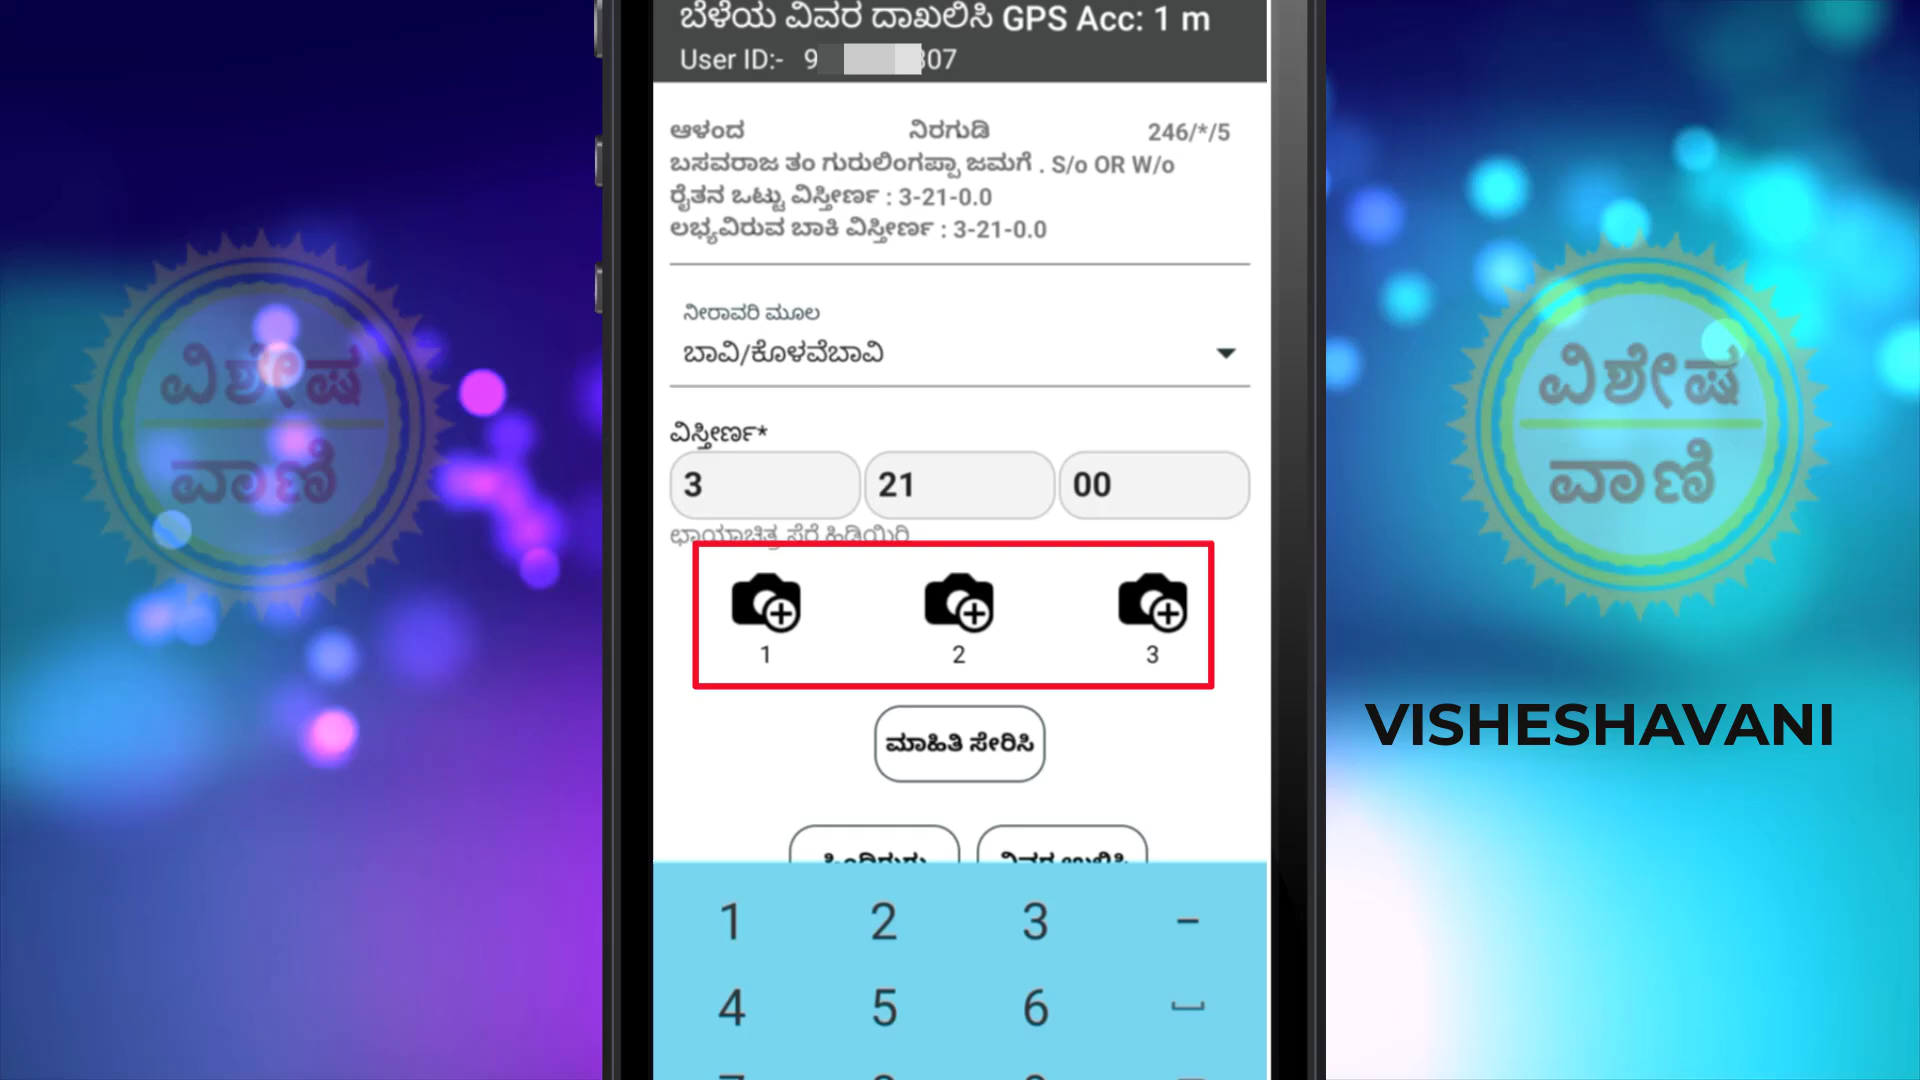 ಬೆಳೆಯ ವಿವರ ದಾಖಲಿಸಿ GPS Acc: 1 m
User ID:- 9 307
ಆಳಂದ ನಿರಗುಡಿ 246/*/5
ಬಸವರಾಜ ತಂ ಗುರುಲಿಂಗಪ್ಪಾ ಜಮಗೆ . S/o OR W/o
ರೈತನ ಒಟ್ಟು ವಿಸ್ತೀರ್ಣ : 3-21-0.0
ಲಭ್ಯವಿರುವ ಬಾಕಿ ವಿಸ್ತೀರ್ಣ : 3-21-0.0
ನೀರಾವರಿ ಮೂಲ
ಬಾವಿ/ಕೊಳವೆಬಾವಿ
ವಿಸ್ತೀರ್ಣ*
3 21 00
ಛಾಯಾಚಿತ್ರ ಸೆರೆ ಹಿಡಿಯಿರಿ
1 2 3
ಮಾಹಿತಿ ಸೇರಿಸಿ
1 2 3 -
4 5 6
ವಿಶೇಷ
ವಾಣಿ
ವಿಶೇಷ
ವಾಣಿ
VISHESHAVANI